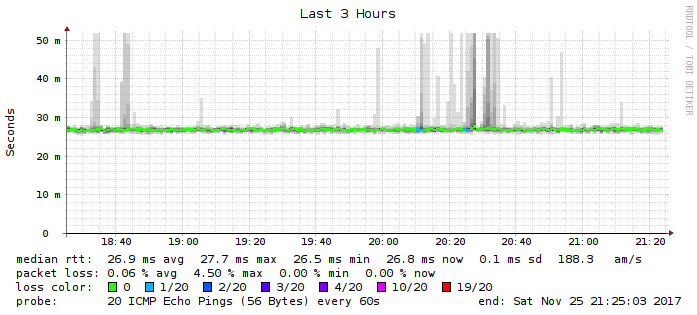 Last 3 Hours
RRDTOOL / TOBI OETIKER
Seconds
50 m
40 m
30 m
20 m
10 m
0
18:40 19:00 19:20 19:40 20:00 20:20 20:40 21:00 21:20
median rtt: 26.9 ms avg 27.7 ms max 26.5 ms min 26.8 ms now 0.1 ms sd 188.3 am/s
packet loss: 0.06 % avg 4.50 % max 0.00 % min 0.00 % now
loss color: 0 1/20 2/20 3/20 4/20 10/20 19/20
probe: 20 ICMP Echo Pings (56 Bytes) every 60s end: Sat Nov 25 21:25:03 2017